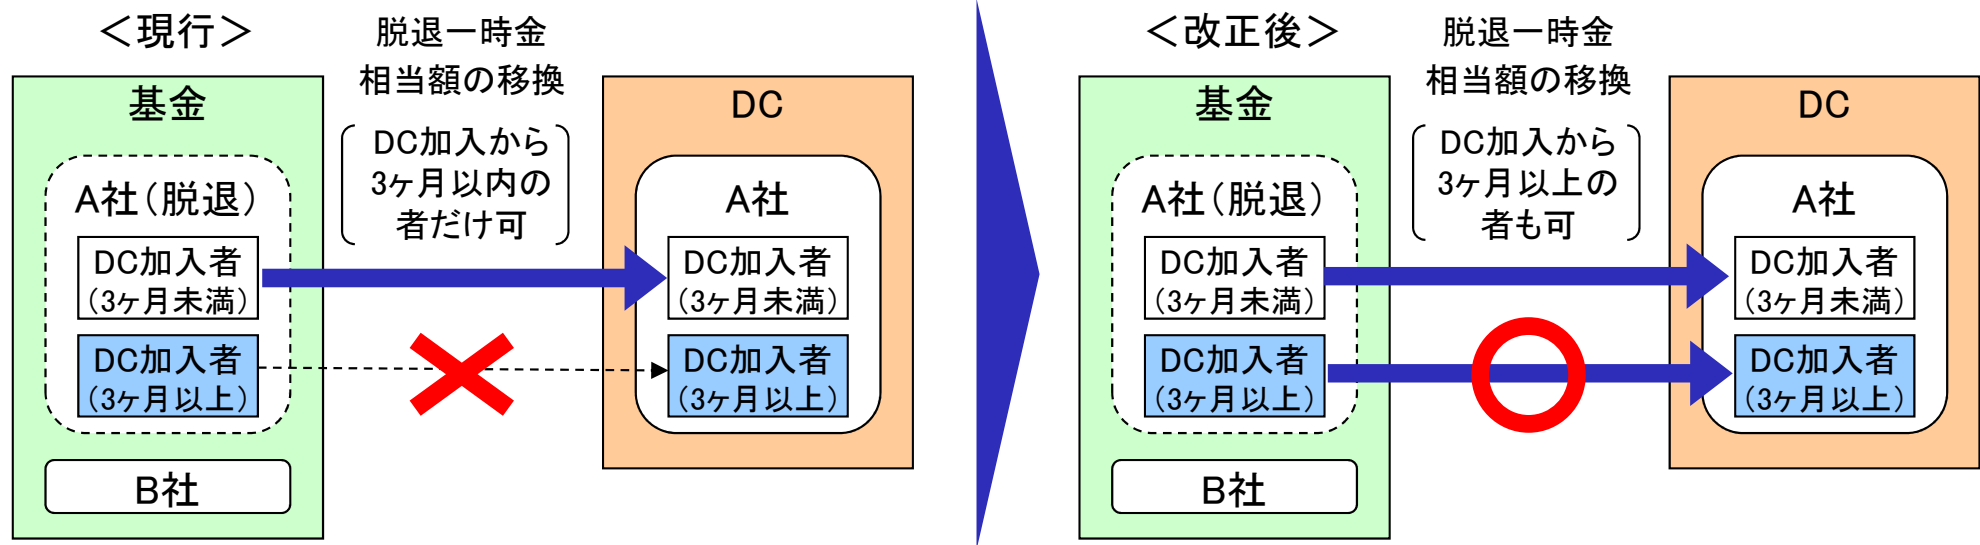 ＜現行＞
脱退一時金
相当額の移換
DC加入から
3ヶ月以内の
者だけ可
基金
A社（脱退）
DC加入者
（3ヶ月未満）
DC加入者
（3ヶ月以上）
B社
DC
A社
DC加入者
（3ヶ月未満）
DC加入者
（3ヶ月以上）
＜改正後＞
脱退一時金
相当額の移換
DC加入から
3ヶ月以上の
者も可
基金
A社（脱退）
DC加入者
（3ヶ月未満）
DC加入者
（3ヶ月以上）
B社
DC
A社
DC加入者
（3ヶ月未満）
DC加入者
（3ヶ月以上）